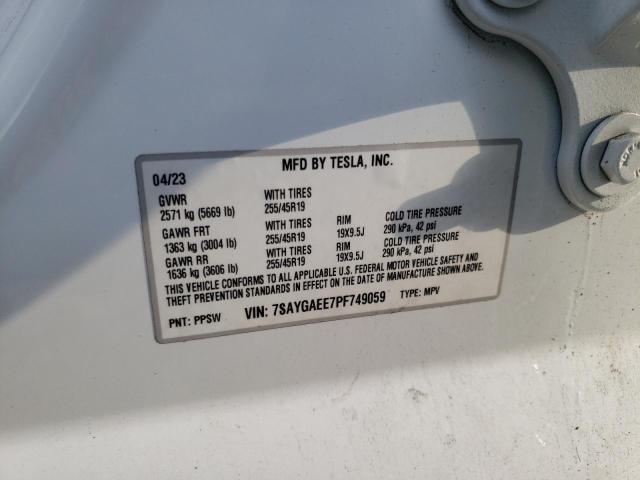 MFD BY TESLA, INC.
04/23
GVWR WITH TIRES
2571 kg (5669 lb) 255/45R19
GAWR FRT WITH TIRES RIM COLD TIRE PRESSURE
1363 kg (3004 lb) 255/45R19 19X9.5J 290 kPa, 42 psi
GAWR RR WITH TIRES RIM COLD TIRE PRESSURE
1636 kg (3606 lb) 255/45R19 19X9.5J 290 kPa, 42 psi
THIS VEHICLE CONFORMS TO ALL APPLICABLE U.S. FEDERAL MOTOR VEHICLE SAFETY AND
THEFT PREVENTION STANDARDS IN EFFECT ON THE DATE OF MANUFACTURE SHOWN ABOVE.
PNT: PPSW VIN: 7SAYGAEE7PF749059 TYPE: MPV